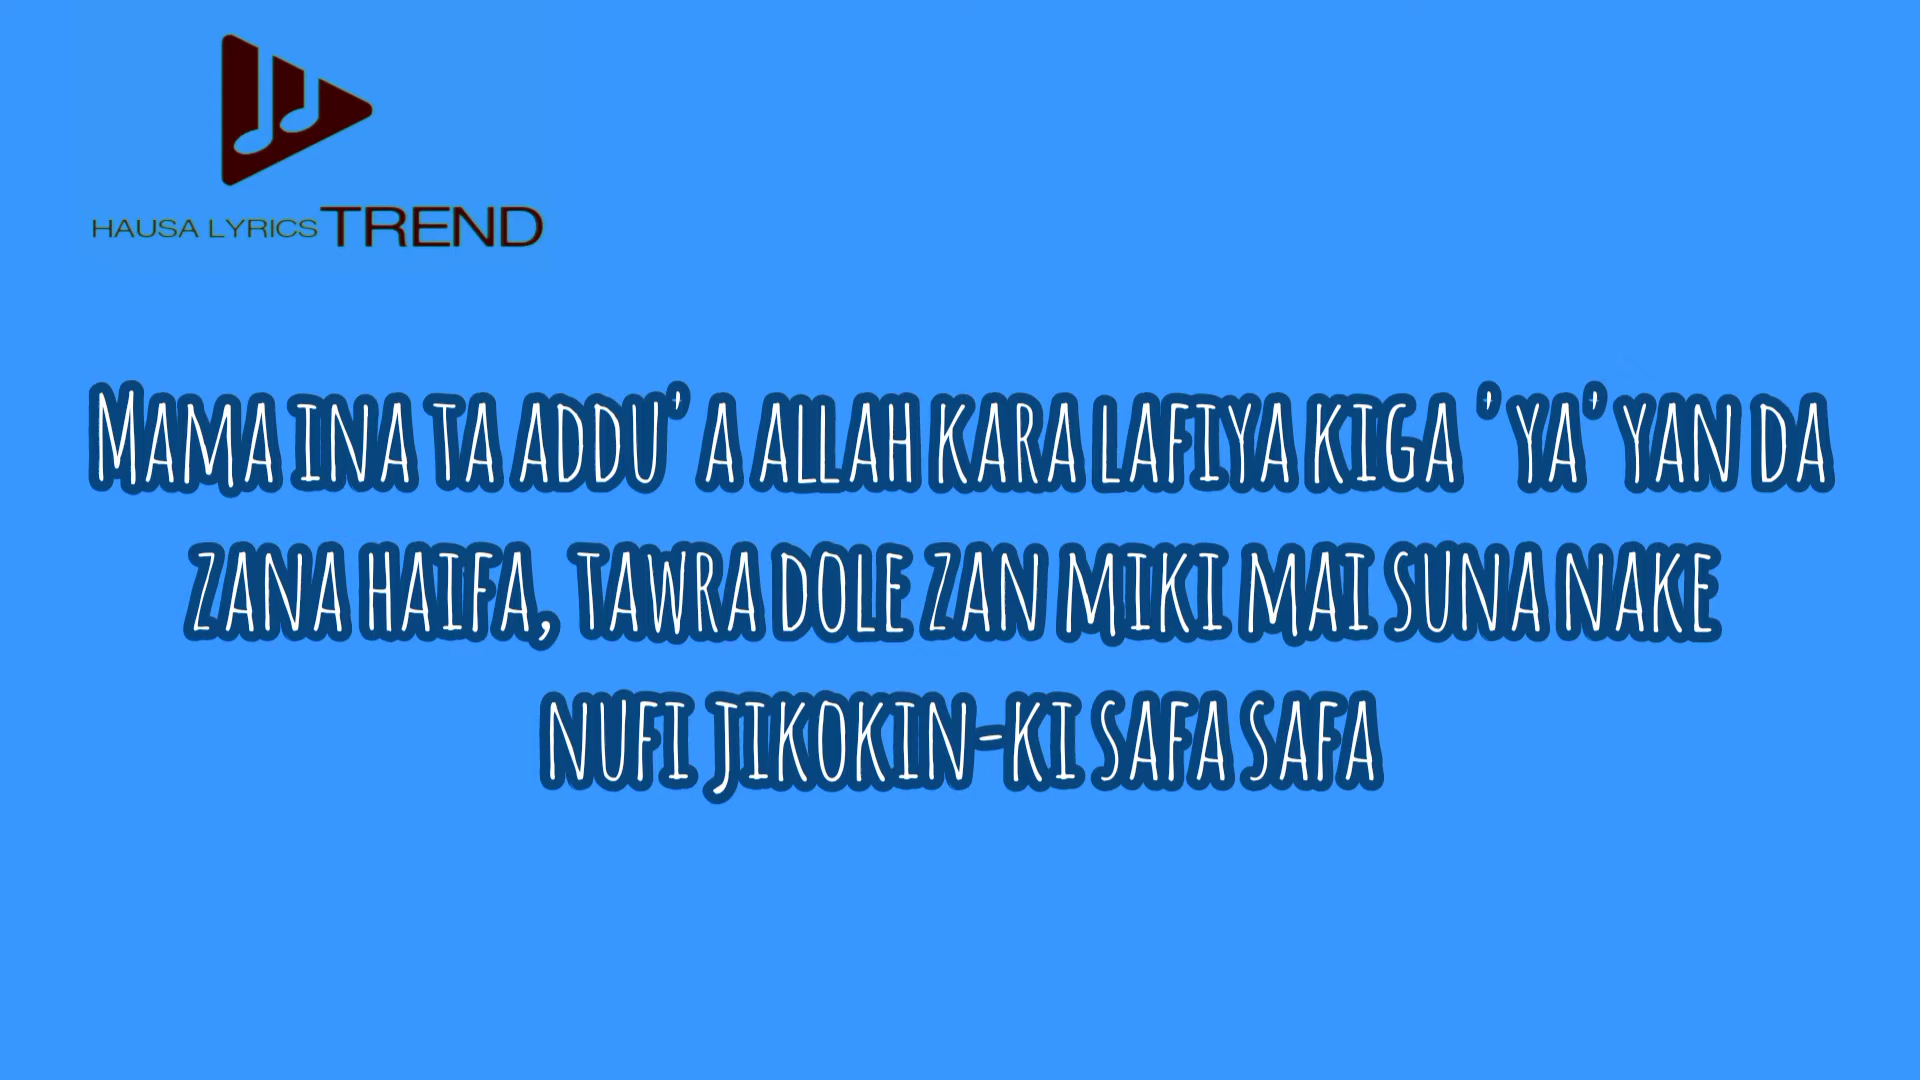 HAUSA LYRICS TREND
MAMA INA TA ADDU'A ALLAH KARA LAFIYA KIGA 'YA'YAN DA
ZANA HAIFA, TAWRA DOLE ZAN MIKI MAI SUNA NAKE
NUFI JIKOKIN-KI SAFA SAFA